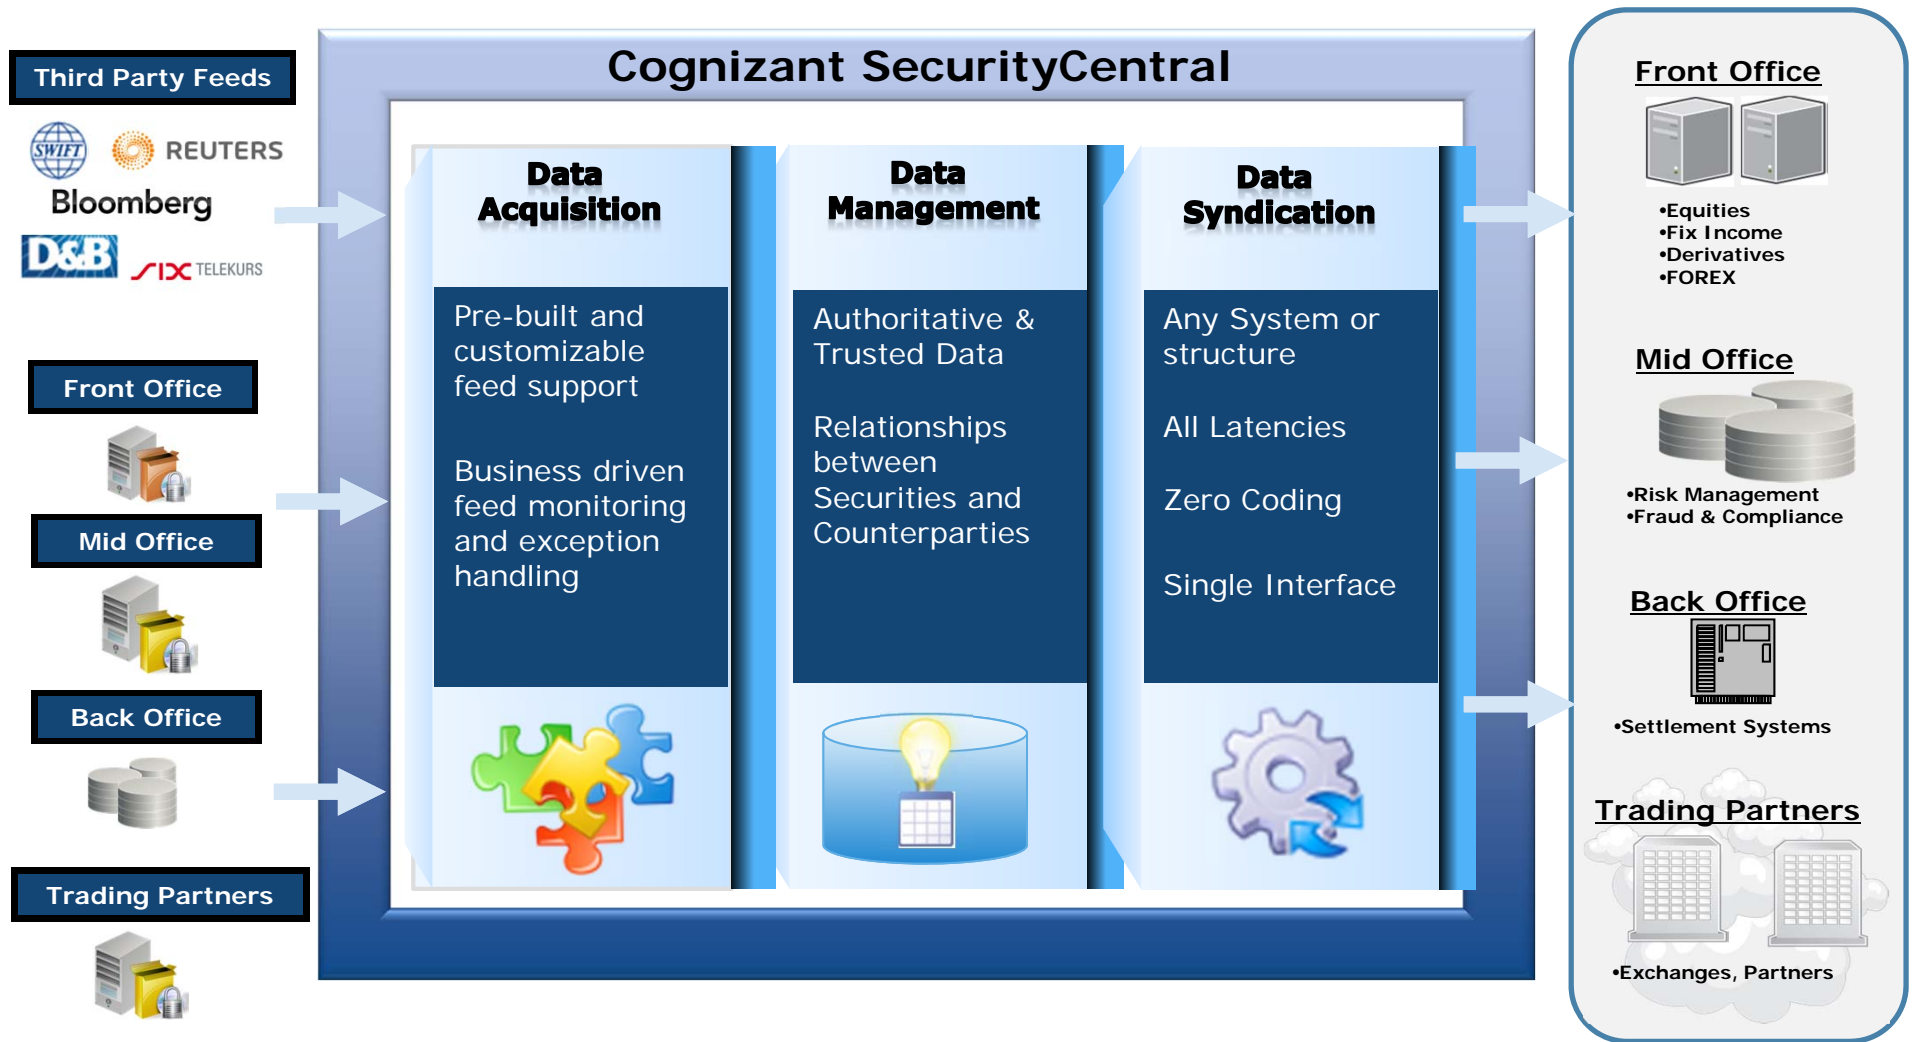 Cognizant SecurityCentral
Third Party Feeds
SWIFT
REUTERS
Bloomberg
D&B
SIX TELEKURS
Front Office
Mid Office
Back Office
Trading Partners
Data
Acquisition
Pre-built and
customizable
feed support
Business driven
feed monitoring
and exception
handling
Data
Management
Authoritative &
Trusted Data
Relationships
between
Securities and
Counterparties
Data
Syndication
Any System or
structure
All Latencies
Zero Coding
Single Interface
Front Office
•Equities
•Fix Income
•Derivatives
•FOREX
Mid Office
•Risk Management
•Fraud & Compliance
Back Office
•Settlement Systems
Trading Partners
•Exchanges, Partners